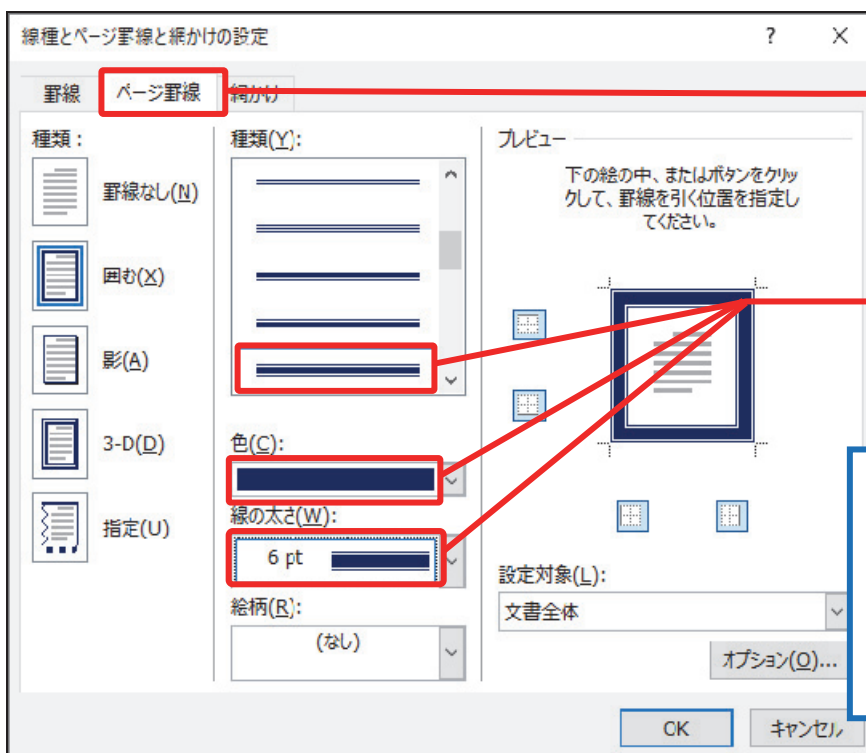 線種とページ罫線と網かけの設定
? ×
罫線 ページ罫線 網かけ
種類：
罫線なし(N)
囲む(X)
影(A)
3-D(D)
指定(U)
種類(Y):
色(C):
線の太さ(W):
6 pt
絵柄(R):
(なし)
プレビュー
下の絵の中、またはボタンをクリッ
クして、罫線を引く位置を指定し
てください。
設定対象(L):
文書全体
オプション(O)...
OK キャンセル